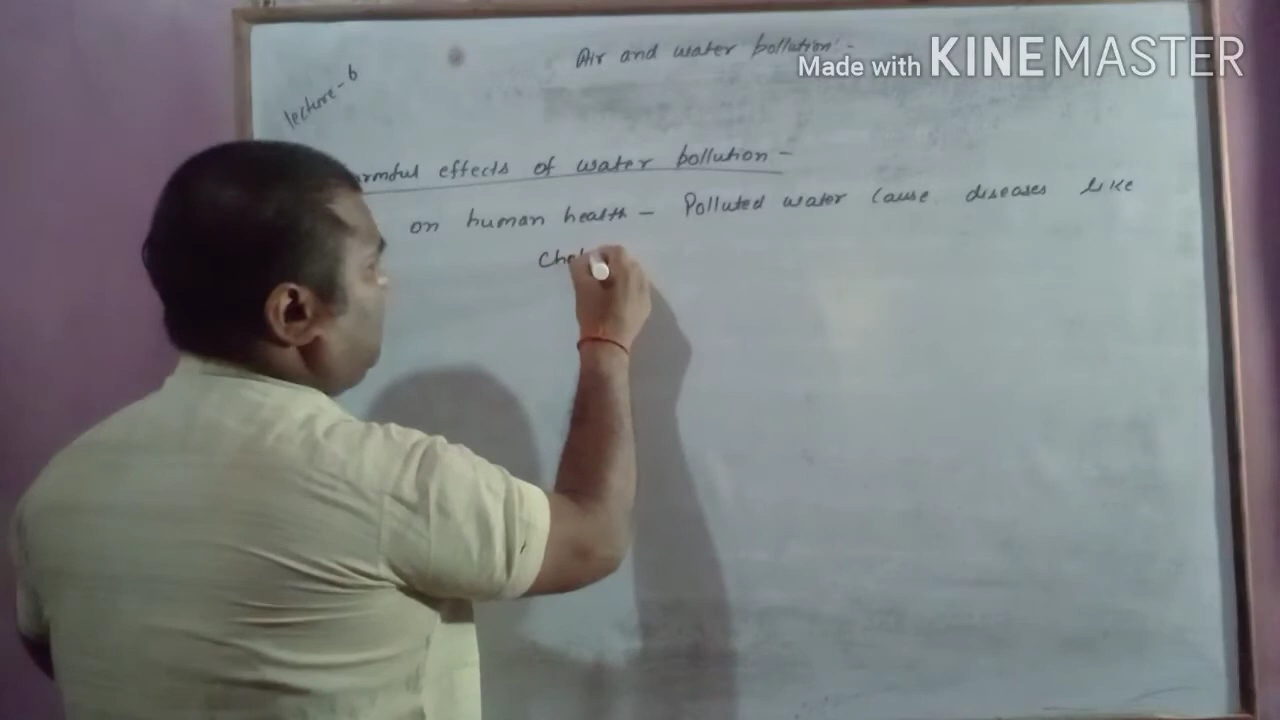 Air and water pollution:-
Made with KINEMASTER
lecture-6
harmful effects of water pollution -
on human health - Polluted water cause diseases like
Chol